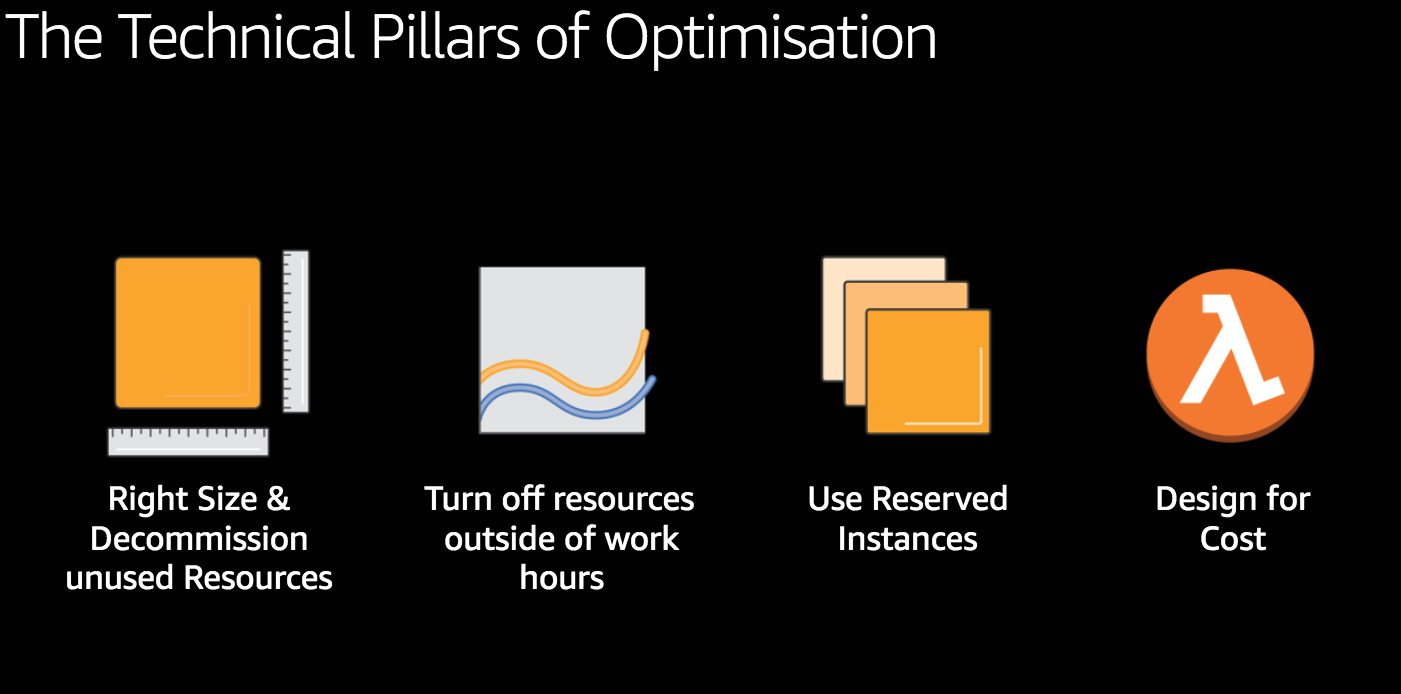 The Technical Pillars of Optimisation
Right Size &
Decommission
unused Resources
Turn off resources
outside of work
hours
Use Reserved
Instances
Design for
Cost